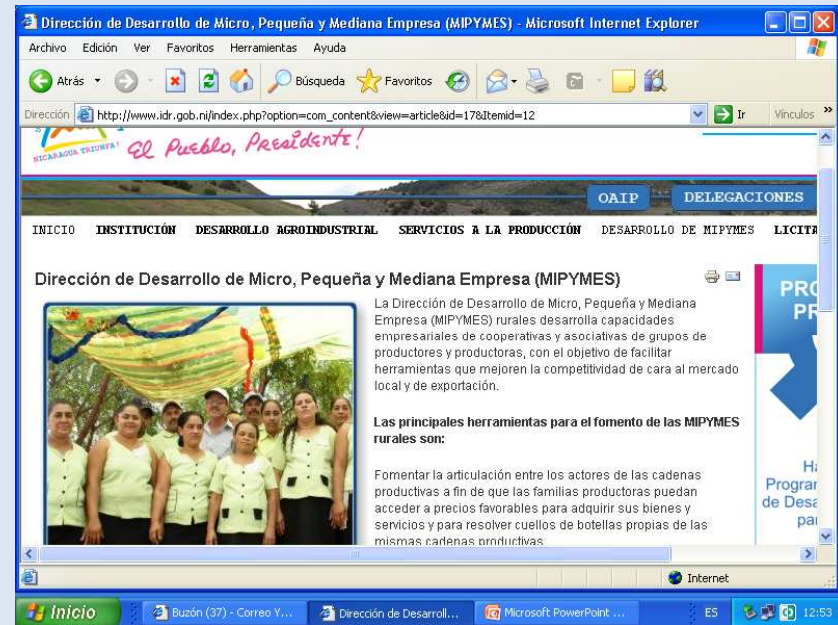 Dirección de Desarrollo de Micro, Pequeña y Mediana Empresa (MIPYMES) - Microsoft Internet Explorer
Archivo Edición Ver Favoritos Herramientas Ayuda
Atrás Búsqueda Favoritos
Dirección http://www.idr.gob.ni/index.php?option=com_content&view=article&id=17&Itemid=12 Ir Vínculos »
NICARAGUA TRIUNFA!
El Pueblo, Presidente!
OAIP DELEGACIONES
INICIO INSTITUCIÓN DESARROLLO AGROINDUSTRIAL SERVICIOS A LA PRODUCCIÓN DESARROLLO DE MIPYMES LICITA
Dirección de Desarrollo de Micro, Pequeña y Mediana Empresa (MIPYMES)
La Dirección de Desarrollo de Micro, Pequeña y Mediana
Empresa (MIPYMES) rurales desarrolla capacidades
empresariales de cooperativas y asociativas de grupos de
productores y productoras, con el objetivo de facilitar
herramientas que mejoren la competitividad de cara al mercado
local y de exportación.
Las principales herramientas para el fomento de las MIPYMES
rurales son:
Fomentar la articulación entre los actores de las cadenas
productivas a fin de que las familias productoras puedan
acceder a precios favorables para adquirir sus bienes y
servicios y para resolver cuellos de botellas propias de las
mismas cadenas productivas
PRO
PR
Ha
Progra
de Desa
par
Internet
Inicio Buzón (37) - Correo Y... Dirección de Desarroll... Microsoft PowerPoint ... ES 12:53